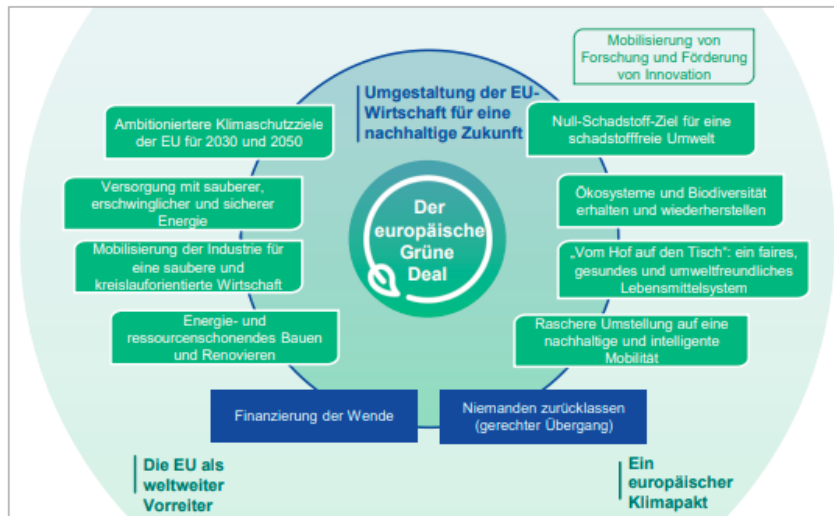 Mobilisierung von
Forschung und Förderung
von Innovation
Umgestaltung der EU-
Wirtschaft für eine
nachhaltige Zukunft
Ambitioniertere Klimaschutzziele
der EU für 2030 und 2050
Null-Schadstoff-Ziel für eine
schadstofffreie Umwelt
Versorgung mit sauberer,
erschwinglicher und sicherer
Energie
Ökosysteme und Biodiversität
erhalten und wiederherstellen
Der
europäische
Grüne
Deal
Mobilisierung der Industrie für
eine saubere und
kreislauforientierte Wirtschaft
„Vom Hof auf den Tisch“: ein faires,
gesundes und umweltfreundliches
Lebensmittelsystem
Energie- und
ressourcenschonendes Bauen
und Renovieren
Raschere Umstellung auf eine
nachhaltige und intelligente
Mobilität
Finanzierung der Wende
Niemanden zurücklassen
(gerechter Übergang)
Die EU als
weltweiter
Vorreiter
Ein
europäischer
Klimapakt